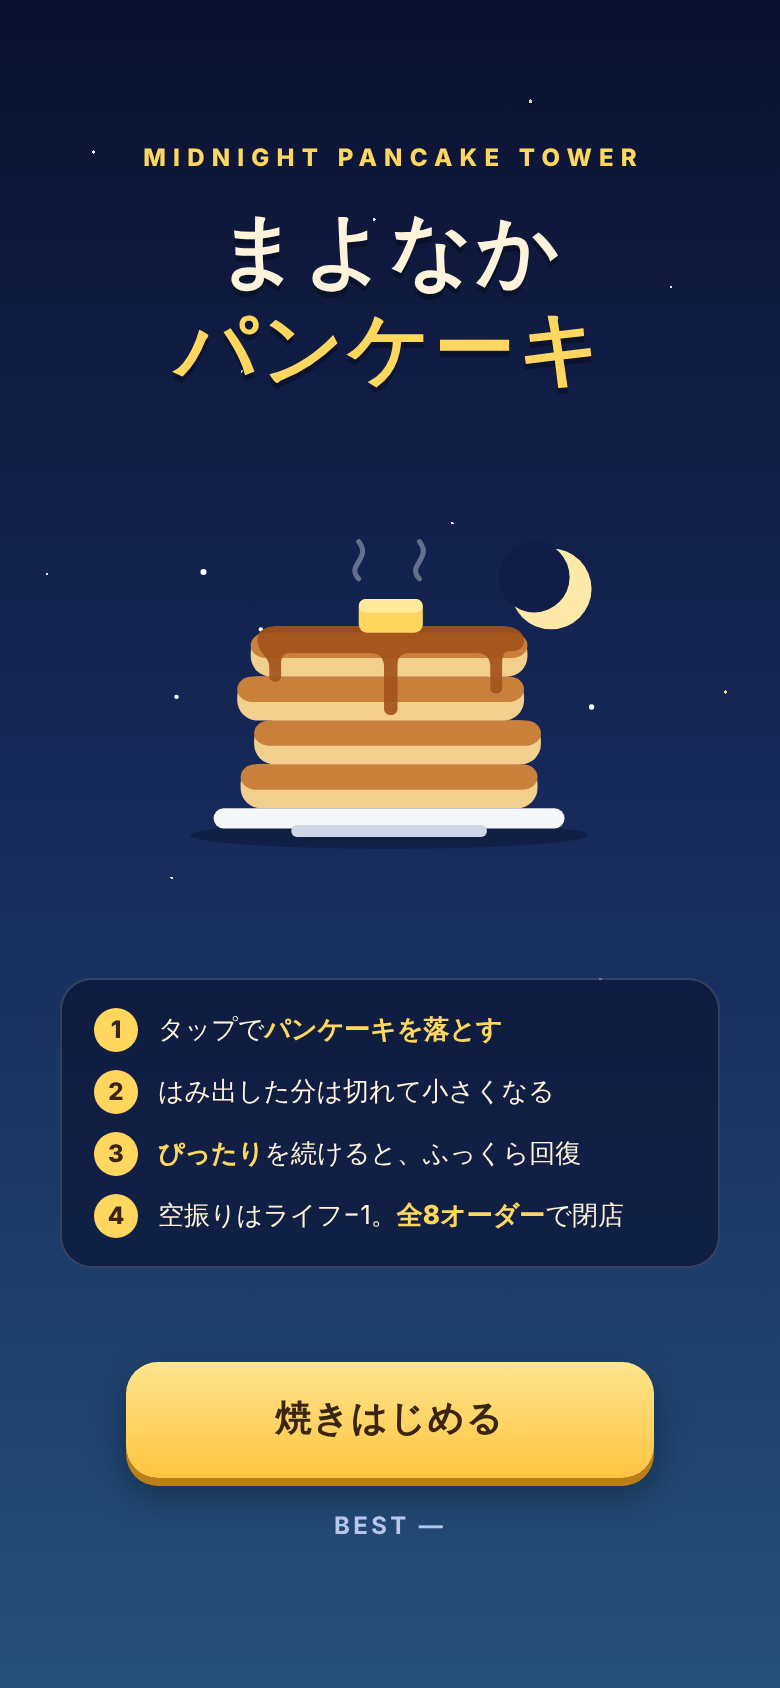 MIDNIGHT PANCAKE TOWER
まよなか
パンケーキ
1 タップでパンケーキを落とす
2 はみ出した分は切れて小さくなる
3 ぴったりを続けると、ふっくら回復
4 空振りはライフ−1。全8オーダーで閉店
焼きはじめる
BEST —